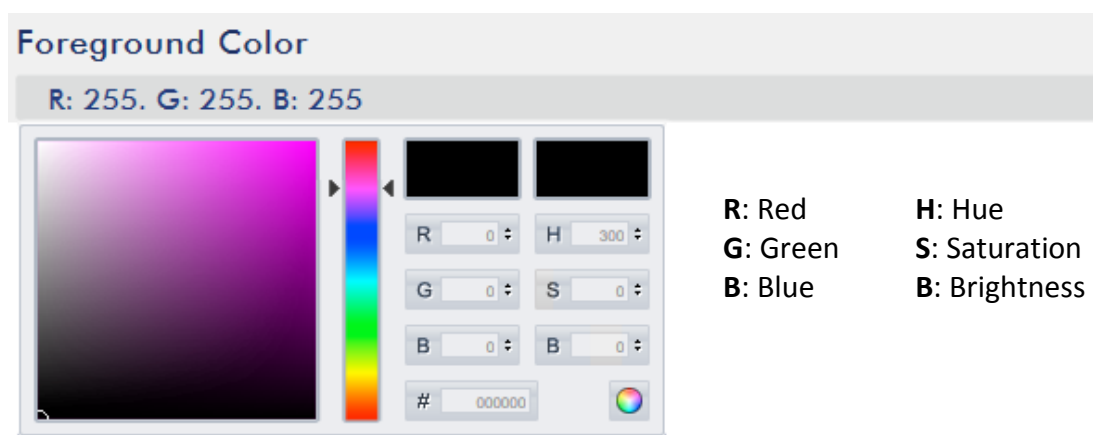 Foreground Color
R: 255. G: 255. B: 255
R 0 H 300
G 0 S 0
B 0 B 0
# 000000
R: Red H: Hue
G: Green S: Saturation
B: Blue B: Brightness